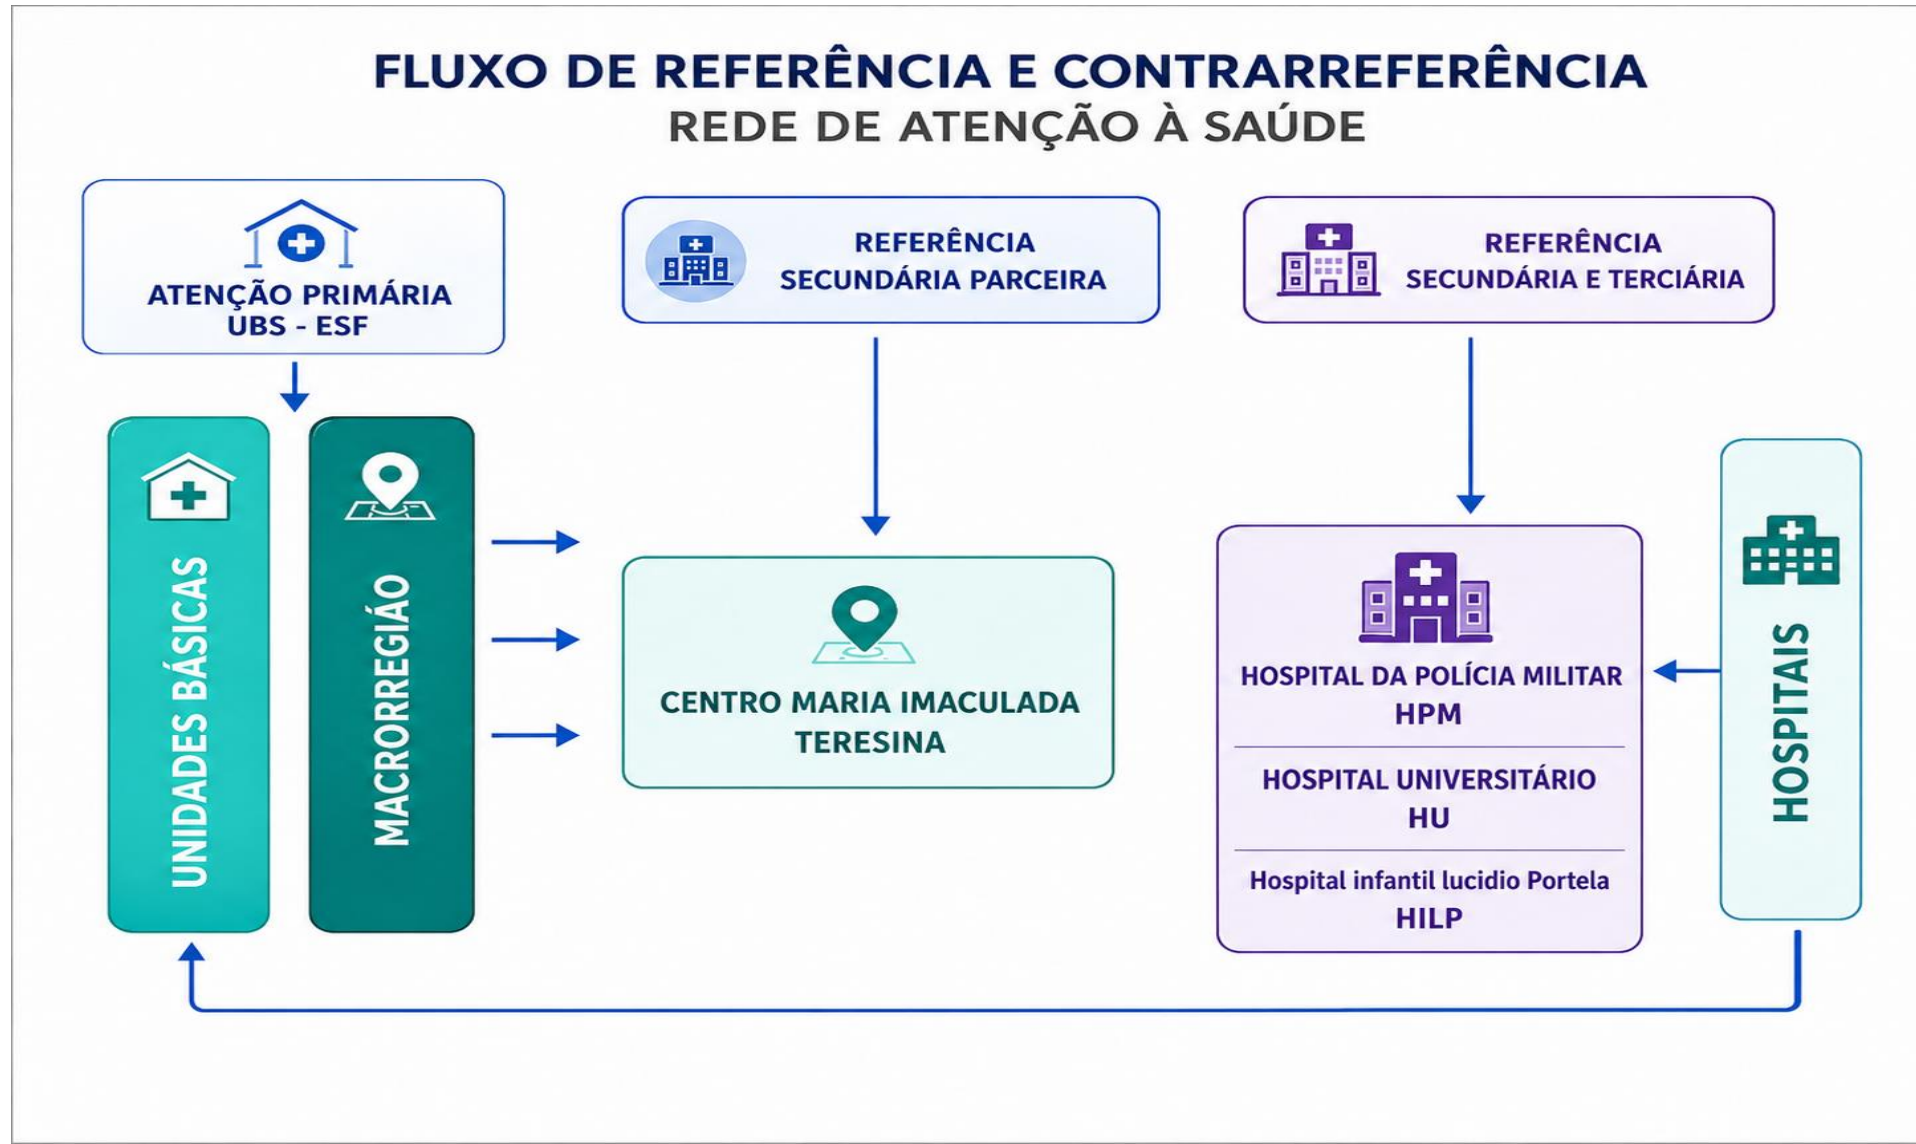 FLUXO DE REFERÊNCIA E CONTRARREFERÊNCIA
REDE DE ATENÇÃO À SAÚDE
ATENÇÃO PRIMÁRIA
UBS - ESF
REFERÊNCIA
SECUNDÁRIA PARCEIRA
REFERÊNCIA
SECUNDÁRIA E TERCIÁRIA
UNIDADES BÁSICAS
MACRORREGIÁO
CENTRO MARIA IMACULADA
TERESINA
HOSPITAL DA POLÍCIA MILITAR
HPM
HOSPITAL UNIVERSITÁRIO
HU
Hospital infantil lucidio Portela
HILP
HOSPITAIS